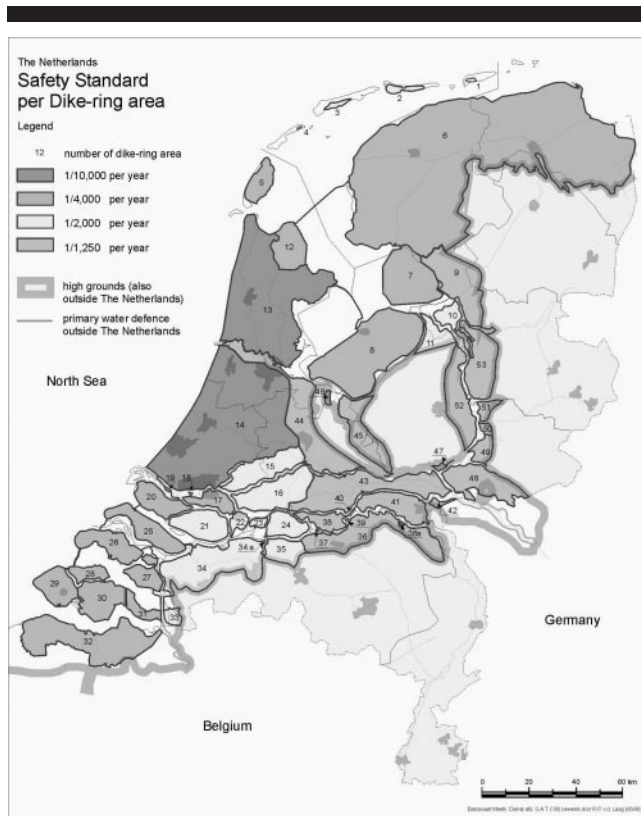 The Netherlands
Safety Standard
per Dike-ring area
Legend
12 number of dike-ring area
1/10,000 per year
1/4,000 per year
1/2,000 per year
1/1,250 per year
high grounds (also
outside The Netherlands)
primary water defence
outside The Netherlands
North Sea
Germany
Belgium
1
2
3
4
5
6
12
7
9
13
10
11
8
53
14
44
46
45
52
51
49
47
48
15
16
43
19
18
17
20
21
22
23
24
40
41
42
25
38
39
36a
26
34a
35
37
36
27
28
34
29
30
31
33
32
0 20 40 60 km